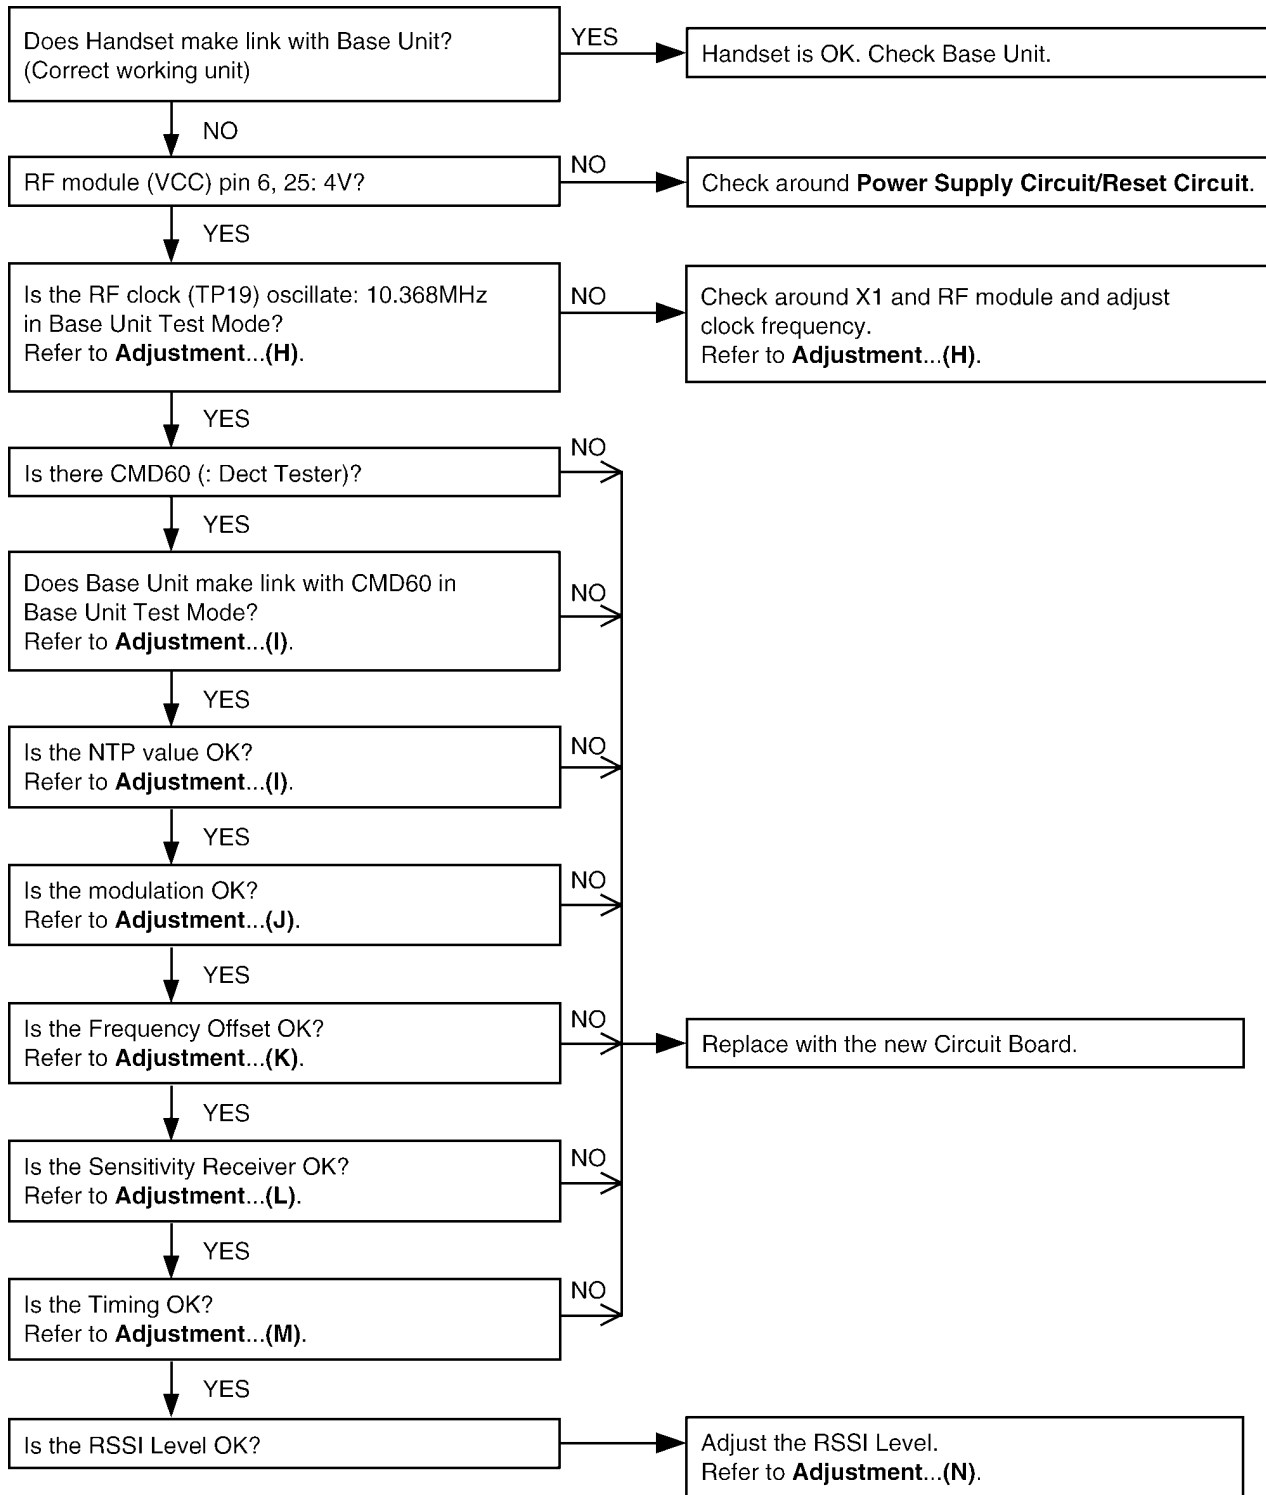 Does Handset make link with Base Unit?
(Correct working unit)
YES
Handset is OK. Check Base Unit.
NO
RF module (VCC) pin 6, 25: 4V?
NO
Check around Power Supply Circuit/Reset Circuit.
YES
Is the RF clock (TP19) oscillate: 10.368MHz
in Base Unit Test Mode?
Refer to Adjustment...(H).
NO
Check around X1 and RF module and adjust
clock frequency.
Refer to Adjustment...(H).
YES
Is there CMD60 (: Dect Tester)?
NO
YES
Does Base Unit make link with CMD60 in
Base Unit Test Mode?
Refer to Adjustment...(I).
NO
YES
Is the NTP value OK?
Refer to Adjustment...(I).
NO
YES
Is the modulation OK?
Refer to Adjustment...(J).
NO
YES
Is the Frequency Offset OK?
Refer to Adjustment...(K).
NO
Replace with the new Circuit Board.
YES
Is the Sensitivity Receiver OK?
Refer to Adjustment...(L).
NO
YES
Is the Timing OK?
Refer to Adjustment...(M).
NO
YES
Is the RSSI Level OK?
Adjust the RSSI Level.
Refer to Adjustment...(N).